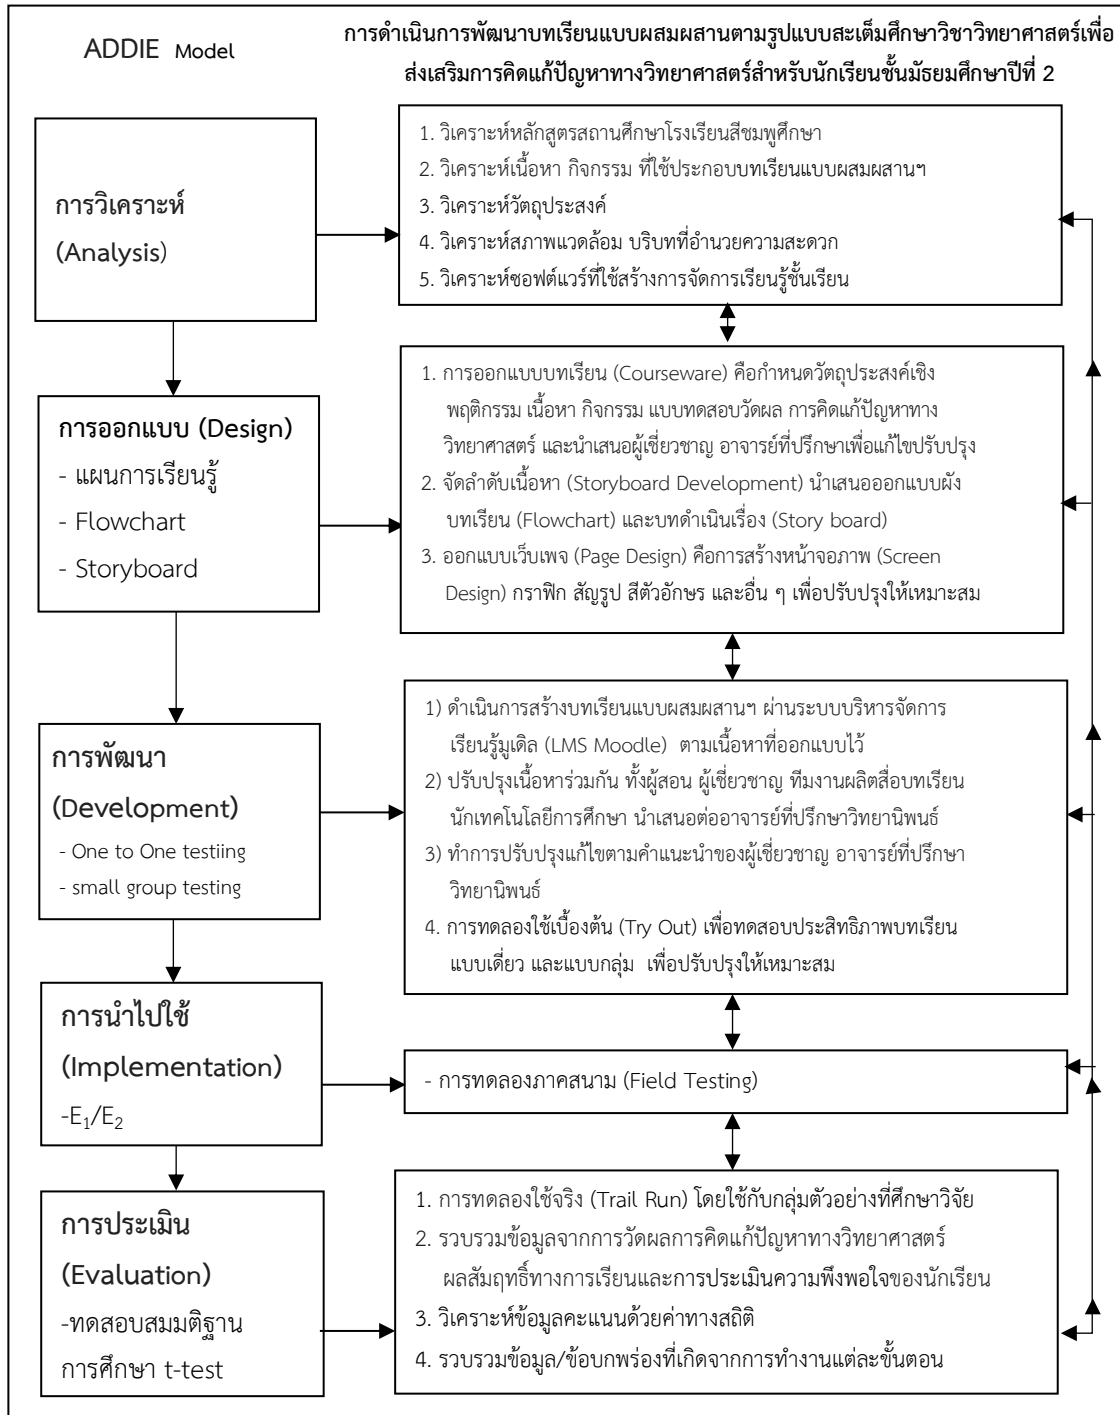 ADDIE Model
การดำเนินการพัฒนาบทเรียนแบบผสมผสานตามรูปแบบสะเต็มศึกษาวิชาวิทยาศาสตร์เพื่อ
ส่งเสริมการคิดแก้ปัญหาทางวิทยาศาสตร์สำหรับนักเรียนชั้นมัธยมศึกษาปีที่ 2
การวิเคราะห์
(Analysis)
1. วิเคราะห์หลักสูตรสถานศึกษาโรงเรียนสีชมพูศึกษา
2. วิเคราะห์เนื้อหา กิจกรรม ที่ใช้ประกอบบทเรียนแบบผสมผสานฯ
3. วิเคราะห์วัตถุประสงค์
4. วิเคราะห์สภาพแวดล้อม บริบทที่อำนวยความสะดวก
5. วิเคราะห์ซอฟต์แวร์ที่ใช้สร้างการจัดการเรียนรู้ชั้นเรียน
การออกแบบ (Design)
- แผนการเรียนรู้
- Flowchart
- Storyboard
1. การออกแบบบทเรียน (Courseware) คือกำหนดวัตถุประสงค์เชิง
พฤติกรรม เนื้อหา กิจกรรม แบบทดสอบวัดผล การคิดแก้ปัญหาทาง
วิทยาศาสตร์ และนำเสนอผู้เชี่ยวชาญ อาจารย์ที่ปรึกษาเพื่อแก้ไขปรับปรุง
2. จัดลำดับเนื้อหา (Storyboard Development) นำเสนอออกแบบผัง
บทเรียน (Flowchart) และบทดำเนินเรื่อง (Story board)
3. ออกแบบเว็บเพจ (Page Design) คือการสร้างหน้าจอภาพ (Screen
Design) กราฟิก สัญรูป สีตัวอักษร และอื่น ๆ เพื่อปรับปรุงให้เหมาะสม
การพัฒนา
(Development)
- One to One testiing
- small group testing
1) ดำเนินการสร้างบทเรียนแบบผสมผสานฯ ผ่านระบบบริหารจัดการ
เรียนรู้มูเดิล (LMS Moodle) ตามเนื้อหาที่ออกแบบไว้
2) ปรับปรุงเนื้อหาร่วมกัน ทั้งผู้สอน ผู้เชี่ยวชาญ ทีมงานผลิตสื่อบทเรียน
นักเทคโนโลยีการศึกษา นำเสนอต่ออาจารย์ที่ปรึกษาวิทยานิพนธ์
3) ทำการปรับปรุงแก้ไขตามคำแนะนำของผู้เชี่ยวชาญ อาจารย์ที่ปรึกษา
วิทยานิพนธ์
4. การทดลองใช้เบื้องต้น (Try Out) เพื่อทดสอบประสิทธิภาพบทเรียน
แบบเดี่ยว และแบบกลุ่ม เพื่อปรับปรุงให้เหมาะสม
การนำไปใช้
(Implementation)
-E₁/E₂
- การทดลองภาคสนาม (Field Testing)
การประเมิน
(Evaluation)
-ทดสอบสมมติฐาน
การศึกษา t-test
1. การทดลองใช้จริง (Trail Run) โดยใช้กับกลุ่มตัวอย่างที่ศึกษาวิจัย
2. รวบรวมข้อมูลจากการวัดผลการคิดแก้ปัญหาทางวิทยาศาสตร์
ผลสัมฤทธิ์ทางการเรียนและการประเมินความพึงพอใจของนักเรียน
3. วิเคราะห์ข้อมูลคะแนนด้วยค่าทางสถิติ
4. รวบรวมข้อมูล/ข้อบกพร่องที่เกิดจากการทำงานแต่ละขั้นตอน